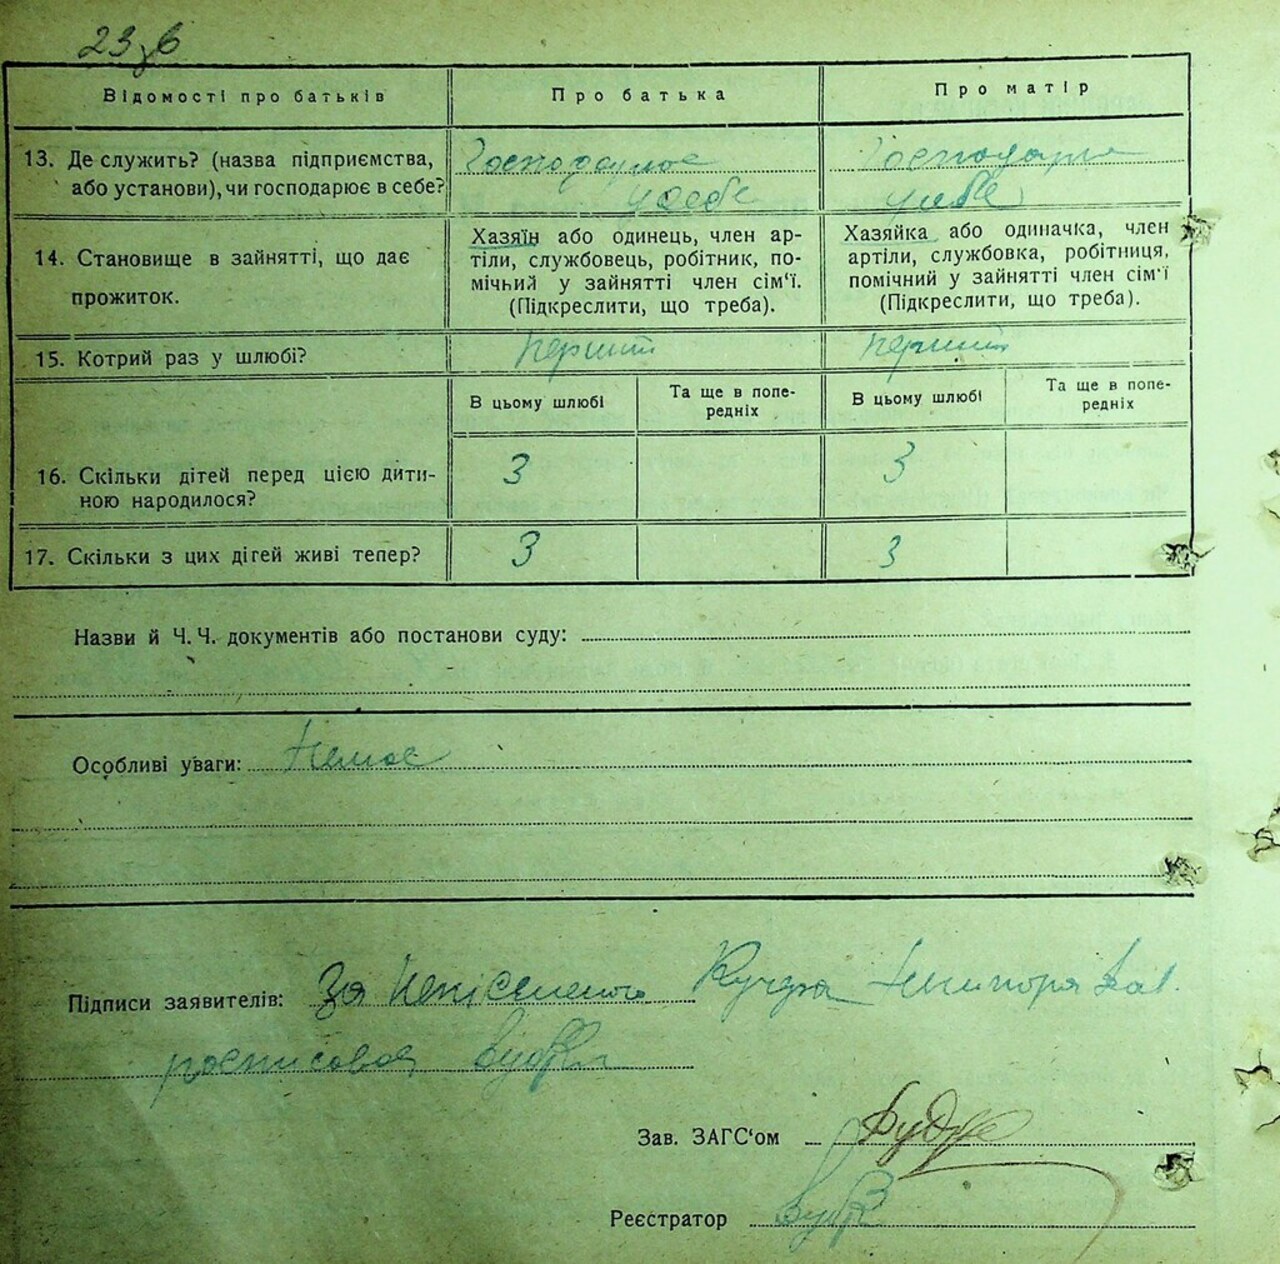 23зв
Відомості про батьків
Про батька
Про матір
13. Де служить? (назва підприємства,
або установи), чи господарює в себе?
Господарює
у себе
Господарює
у себе
14. Становище в зайнятті, що дає
прожиток.
Хазяїн або одинець, член ар-
тіли, службовець, робітник, по-
мічний у зайнятті член сім'ї.
(Підкреслити, що треба).
Хазяйка або одиначка, член
артіли, службовка, робітниця,
помічний у зайнятті член сім'ї
(Підкреслити, що треба).
15. Котрий раз у шлюбі?
перший
перший
В цьому шлюбі
Та ще в попе-
редніх
В цьому шлюбі
Та ще в попе-
редніх
16. Скільки дітей перед цією дити-
ною народилося?
3
3
17. Скільки з цих дітей живі тепер?
3
3
Назви й Ч. Ч. документів або постанови суду:
Особливі уваги: Немає
Підписи заявителів: за неписьменого
росписався
Зав. ЗАГС'ом
Реєстратор